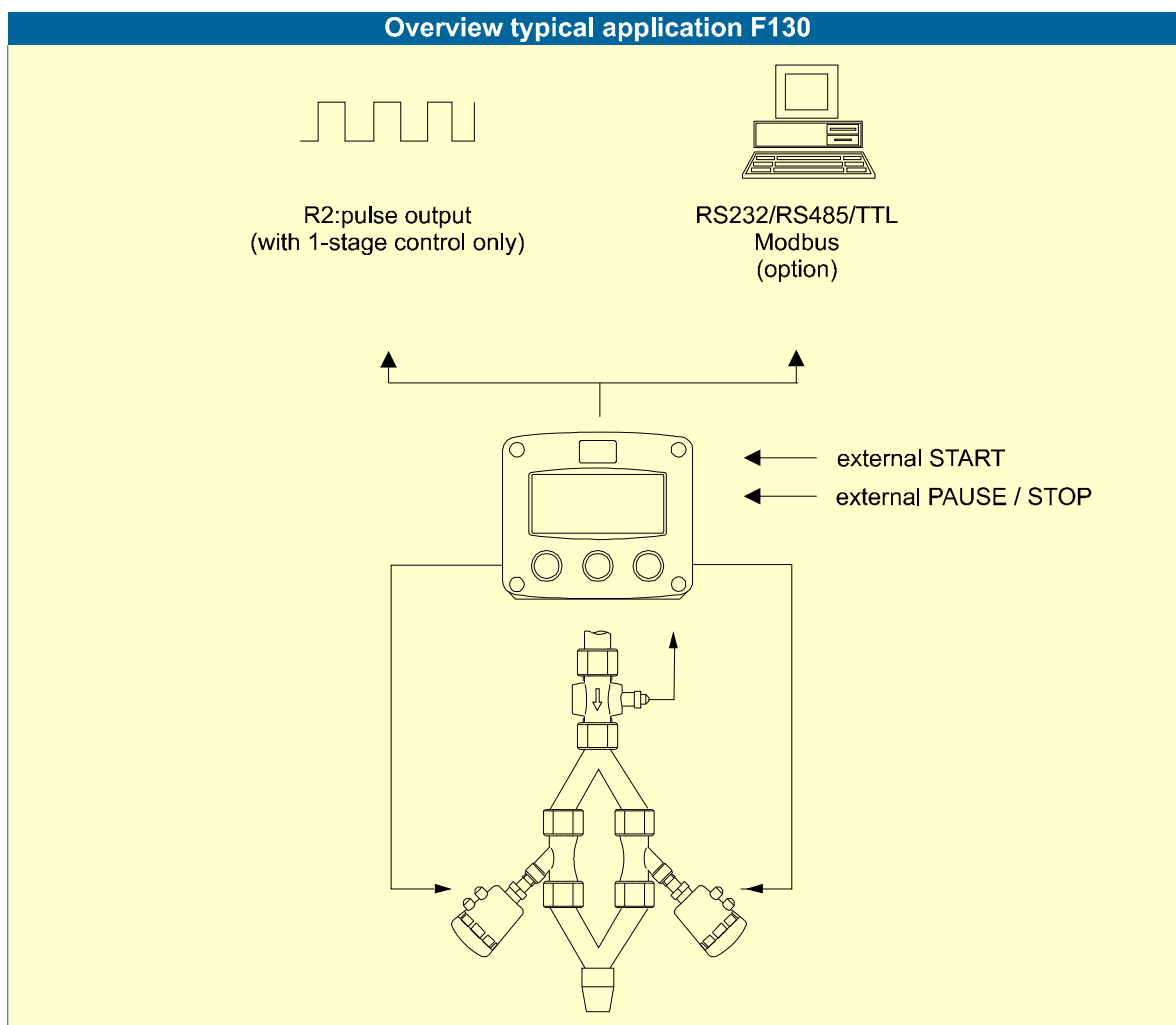 Overview typical application F130
R2:pulse output
(with 1-stage control only)
RS232/RS485/TTL
Modbus
(option)
external START
external PAUSE / STOP